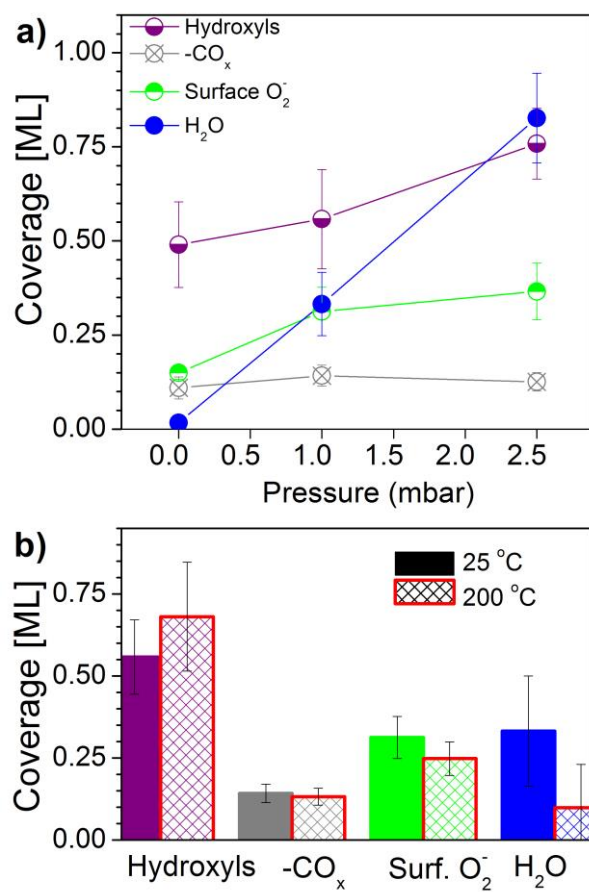 a)
Hydroxyls
-COₓ
Surface O₂⁻
H₂O
Coverage [ML]
1.00
0.75
0.50
0.25
0.00
0.0 0.5 1.0 1.5 2.0 2.5
Pressure (mbar)
b)
25 °C
200 °C
Coverage [ML]
0.75
0.50
0.25
0.00
Hydroxyls -COₓ Surf. O₂⁻ H₂O